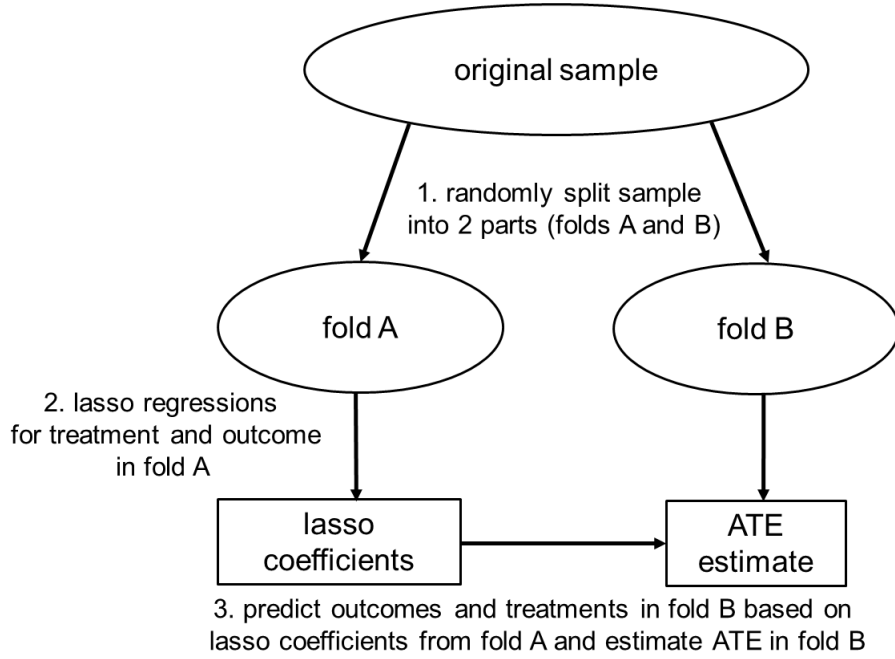 original sample
1. randomly split sample
into 2 parts (folds A and B)
fold A
fold B
2. lasso regressions
for treatment and outcome
in fold A
lasso
coefficients
ATE
estimate
3. predict outcomes and treatments in fold B based on
lasso coefficients from fold A and estimate ATE in fold B